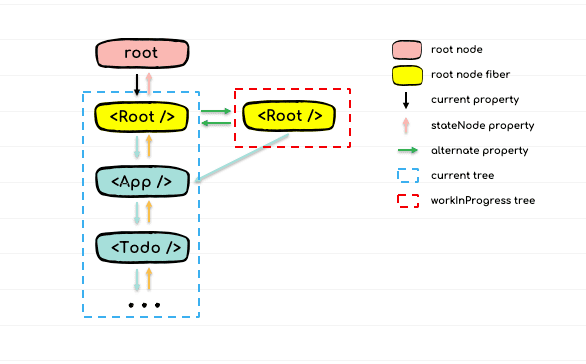 root
<Root />
<Root />
<App />
<Todo />
...
root node
root node fiber
current property
stateNode property
alternate property
current tree
workInProgress tree